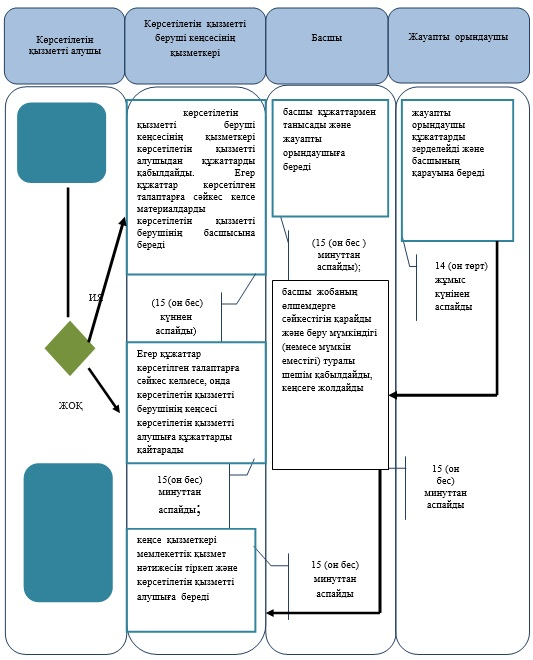 Көрсетілетін
қызметті алушы
Көрсетілетін қызметті
беруші кеңсесінің
қызметкері
Басшы
Жауапты орындаушы
көрсетілетін
қызметті беруші
кеңсесінің қызметкері
көрсетілетін қызметті
алушыдан құжаттарды
қабылдайды. Егер
құжаттар көрсетілген
талаптарға сәйкес келсе
материалдарды
көрсетілетін қызметті
берушінің басшысына
береді
басшы құжаттармен
танысады және
жауапты
орындаушыға
береді
жауапты
орындаушы
құжаттарды
зерделейді және
басшының
қарауына береді
(15 (он бес )
минуттан
аспайды);
14 (он төрт)
жұмыс
күнінен
аспайды
ИЯ
(15 (он бес)
күннен
аспайды)
басшы жобаның
өлшемдерге
сәйкестігін қарайды
және беру мүмкіндігі
(немесе мүмкін
еместігі) туралы
шешім қабылдайды,
кеңсеге жолдайды
Егер құжаттар
көрсетілген талаптарға
сәйкес келмесе, онда
көрсетілетін қызметті
берушінің кеңсесі
көрсетілетін қызметті
алушыға құжаттарды
қайтарады
ЖОҚ
15(он бес)
минуттан
аспайды;
15 (он
бес)
минуттан
аспайды
кеңсе қызметкері
мемлекеттік қызмет
нәтижесін тіркеп және
көрсетілетін қызметті
алушыға береді
15 (он бес)
минуттан
аспайды